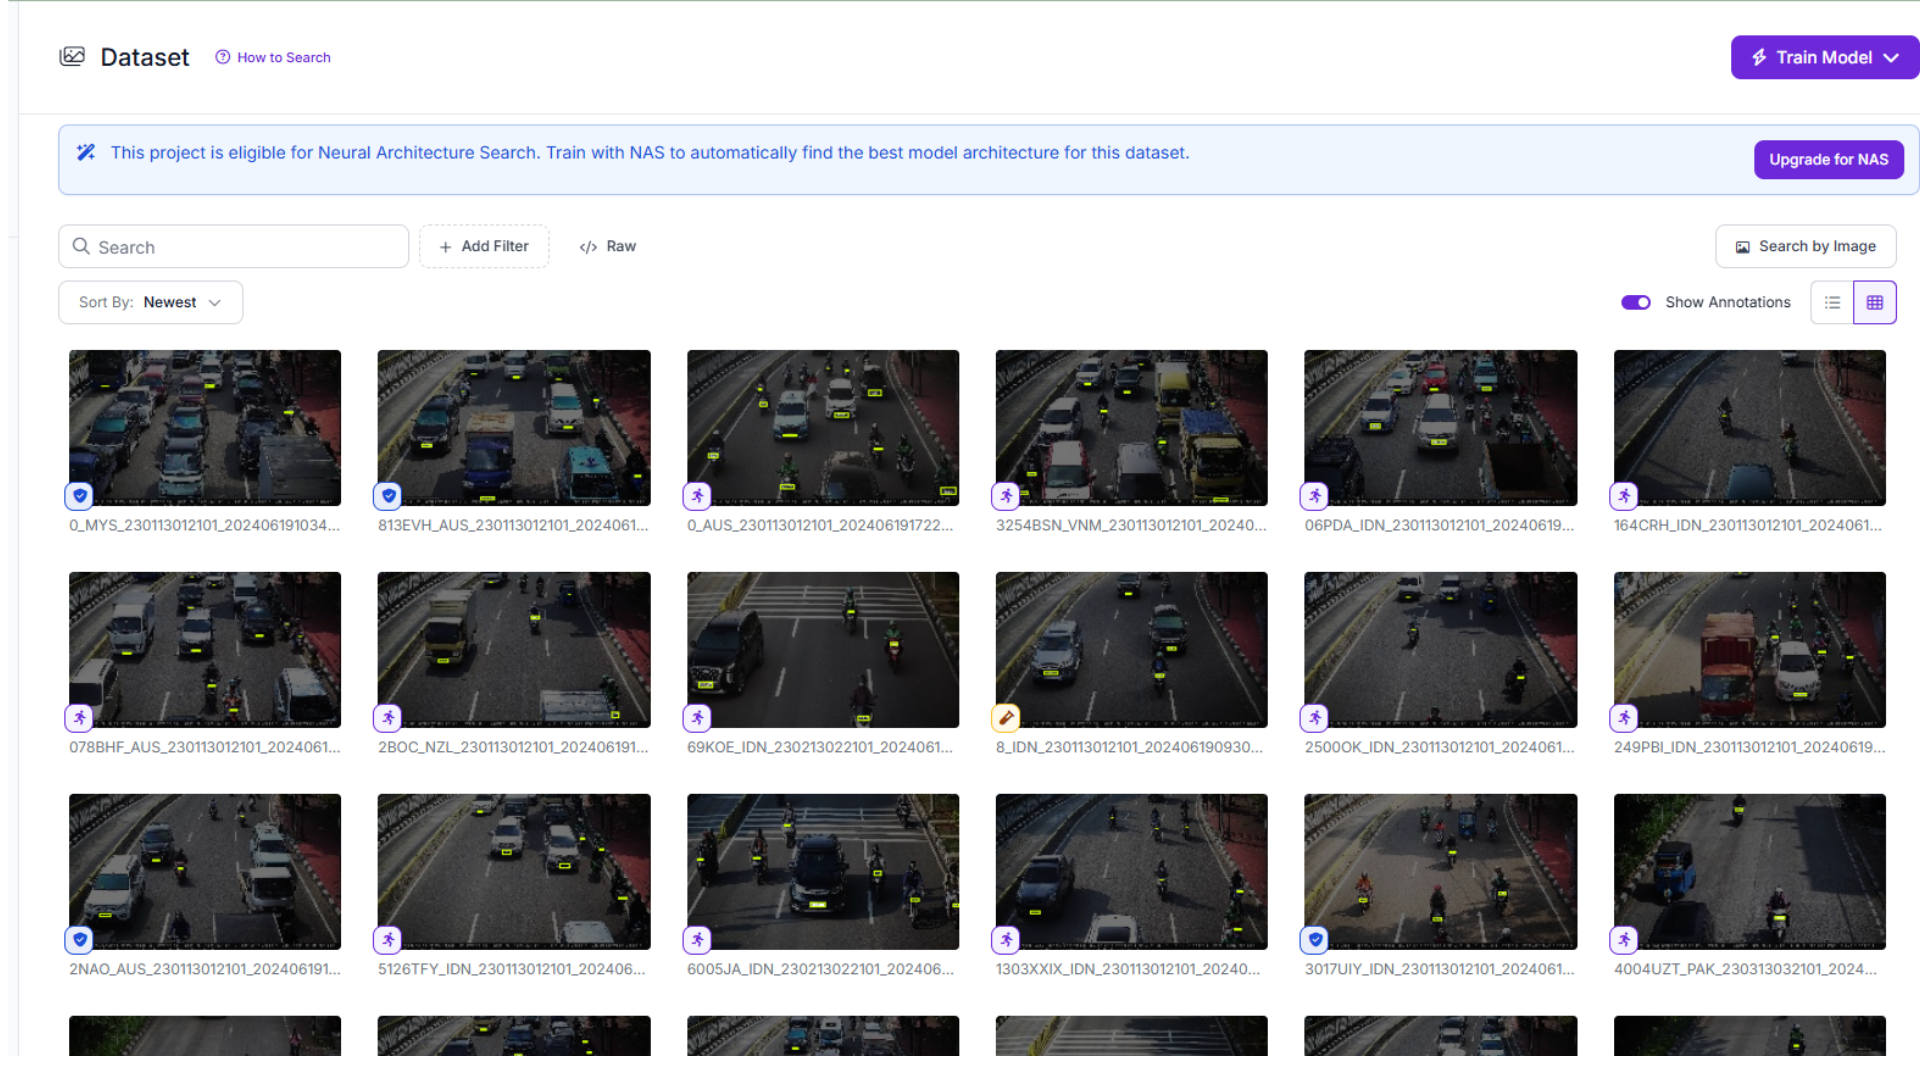 Dataset
How to Search
Train Model
This project is eligible for Neural Architecture Search. Train with NAS to automatically find the best model architecture for this dataset.
Upgrade for NAS
Search
Add Filter
</> Raw
Search by Image
Sort By: Newest
Show Annotations
0_MYS_230113012101_202406191034...
813EVH_AUS_230113012101_2024061...
0_AUS_230113012101_202406191722...
3254BSN_VNM_230113012101_20240...
06PDA_IDN_230113012101_20240619...
164CRH_IDN_230113012101_2024061...
078BHF_AUS_230113012101_2024061...
2BOC_NZL_230113012101_202406191...
69KOE_IDN_230213022101_2024061...
8_IDN_230113012101_202406190930...
2500OK_IDN_230113012101_2024061...
249PBI_IDN_230113012101_20240619...
2NAO_AUS_230113012101_202406191...
5126TFY_IDN_230113012101_202406...
6005JA_IDN_230213022101_202406...
1303XXIX_IDN_230113012101_20240...
3017UIY_IDN_230113012101_2024061...
4004UZT_PAK_230313032101_2024...